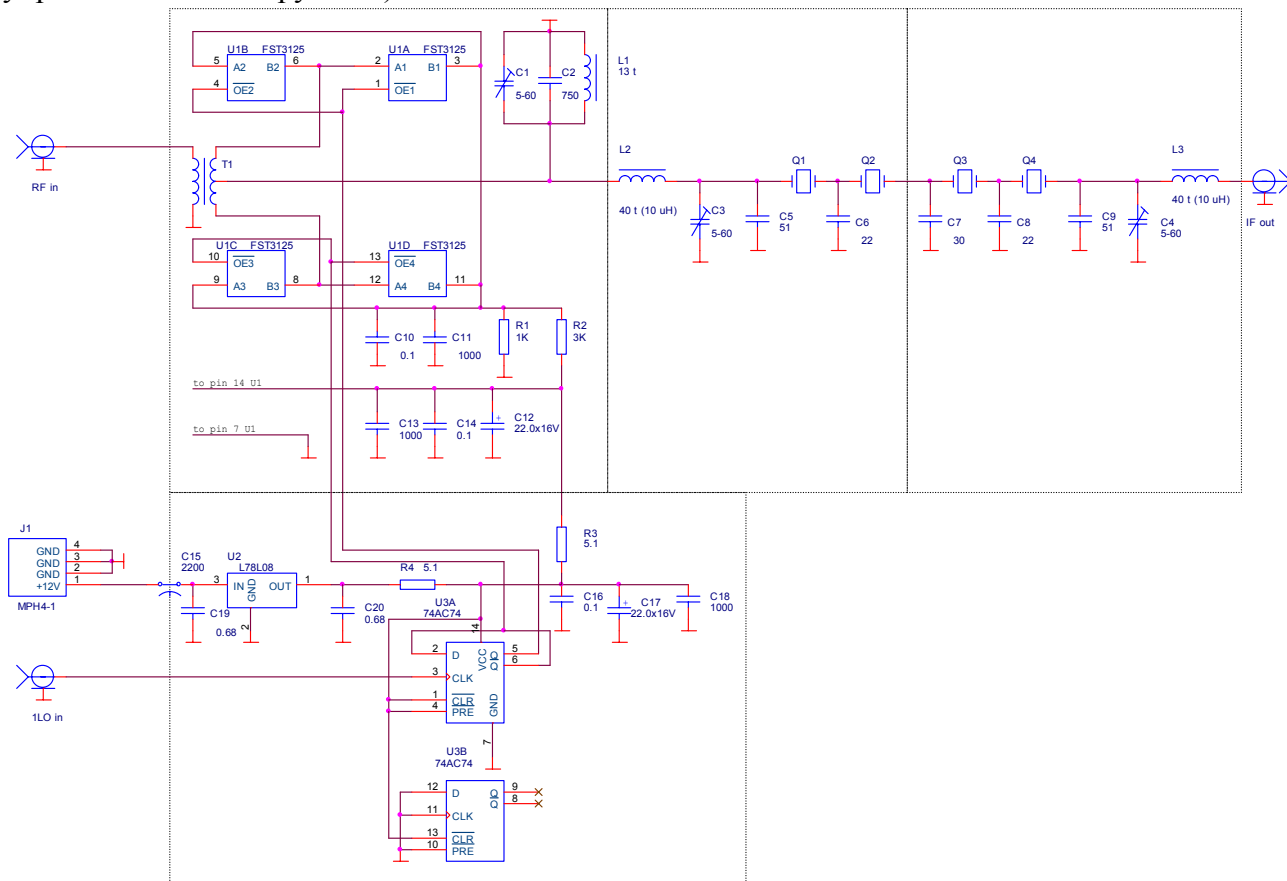 U1B FST3125
5 A2 B2 6
4 OE2
U1A FST3125
2 A1 B1 3
1 OE1
C1
5-60
C2
750
L1
13 t
RF in
T1
L2
40 t (10 uH)
C3
5-60
C5
51
Q1
C6
22
Q2
C7
30
Q3
C8
22
Q4
C9
51
C4
5-60
L3
40 t (10 uH)
IF out
U1C FST3125
10 OE3
9 A3 B3 8
U1D FST3125
13 OE4
12 A4 B4 11
C10
0.1
C11
1000
R1
1K
R2
3K
to pin 14 U1
C13
1000
C14
0.1
+ C12
22.0x16V
to pin 7 U1
J1
GND 4
GND 3
GND 2
+12V 1
MPH4-1
C15
2200
C19
0.68
U2
L78L08
3 IN GND OUT 1
2
C20
0.68
R4 5.1
R3
5.1
C16
0.1
+ C17
22.0x16V
C18
1000
U3A
74AC74
14
2 D VCC Q 5
Q 6
3 CLK
1 CLR
4 PRE
GND
7
1LO in
U3B
74AC74
12 D Q 9
Q 8
11 CLK
13 CLR
10 PRE